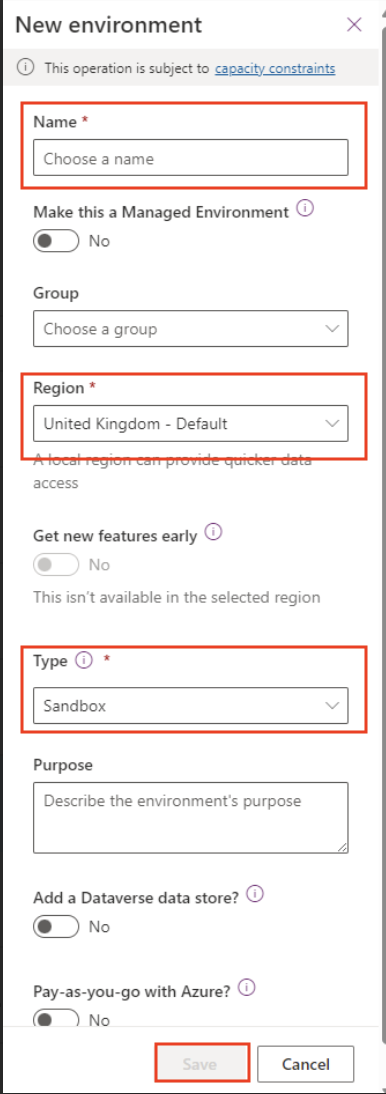 New environment
This operation is subject to capacity constraints
Name *
Choose a name
Make this a Managed Environment
No
Group
Choose a group
Region *
United Kingdom - Default
A local region can provide quicker data
access
Get new features early
No
This isn't available in the selected region
Type *
Sandbox
Purpose
Describe the environment's purpose
Add a Dataverse data store?
No
Pay-as-you-go with Azure?
No
Save Cancel